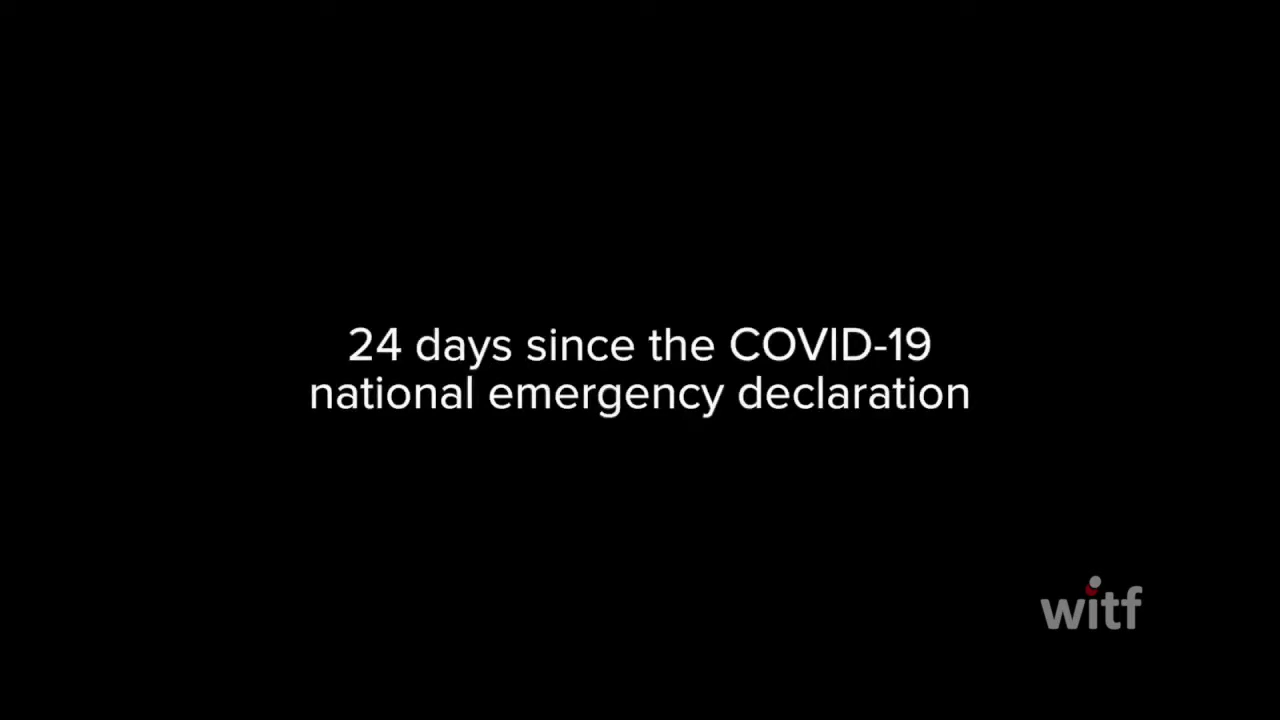 24 days since the COVID-19
national emergency declaration
witf